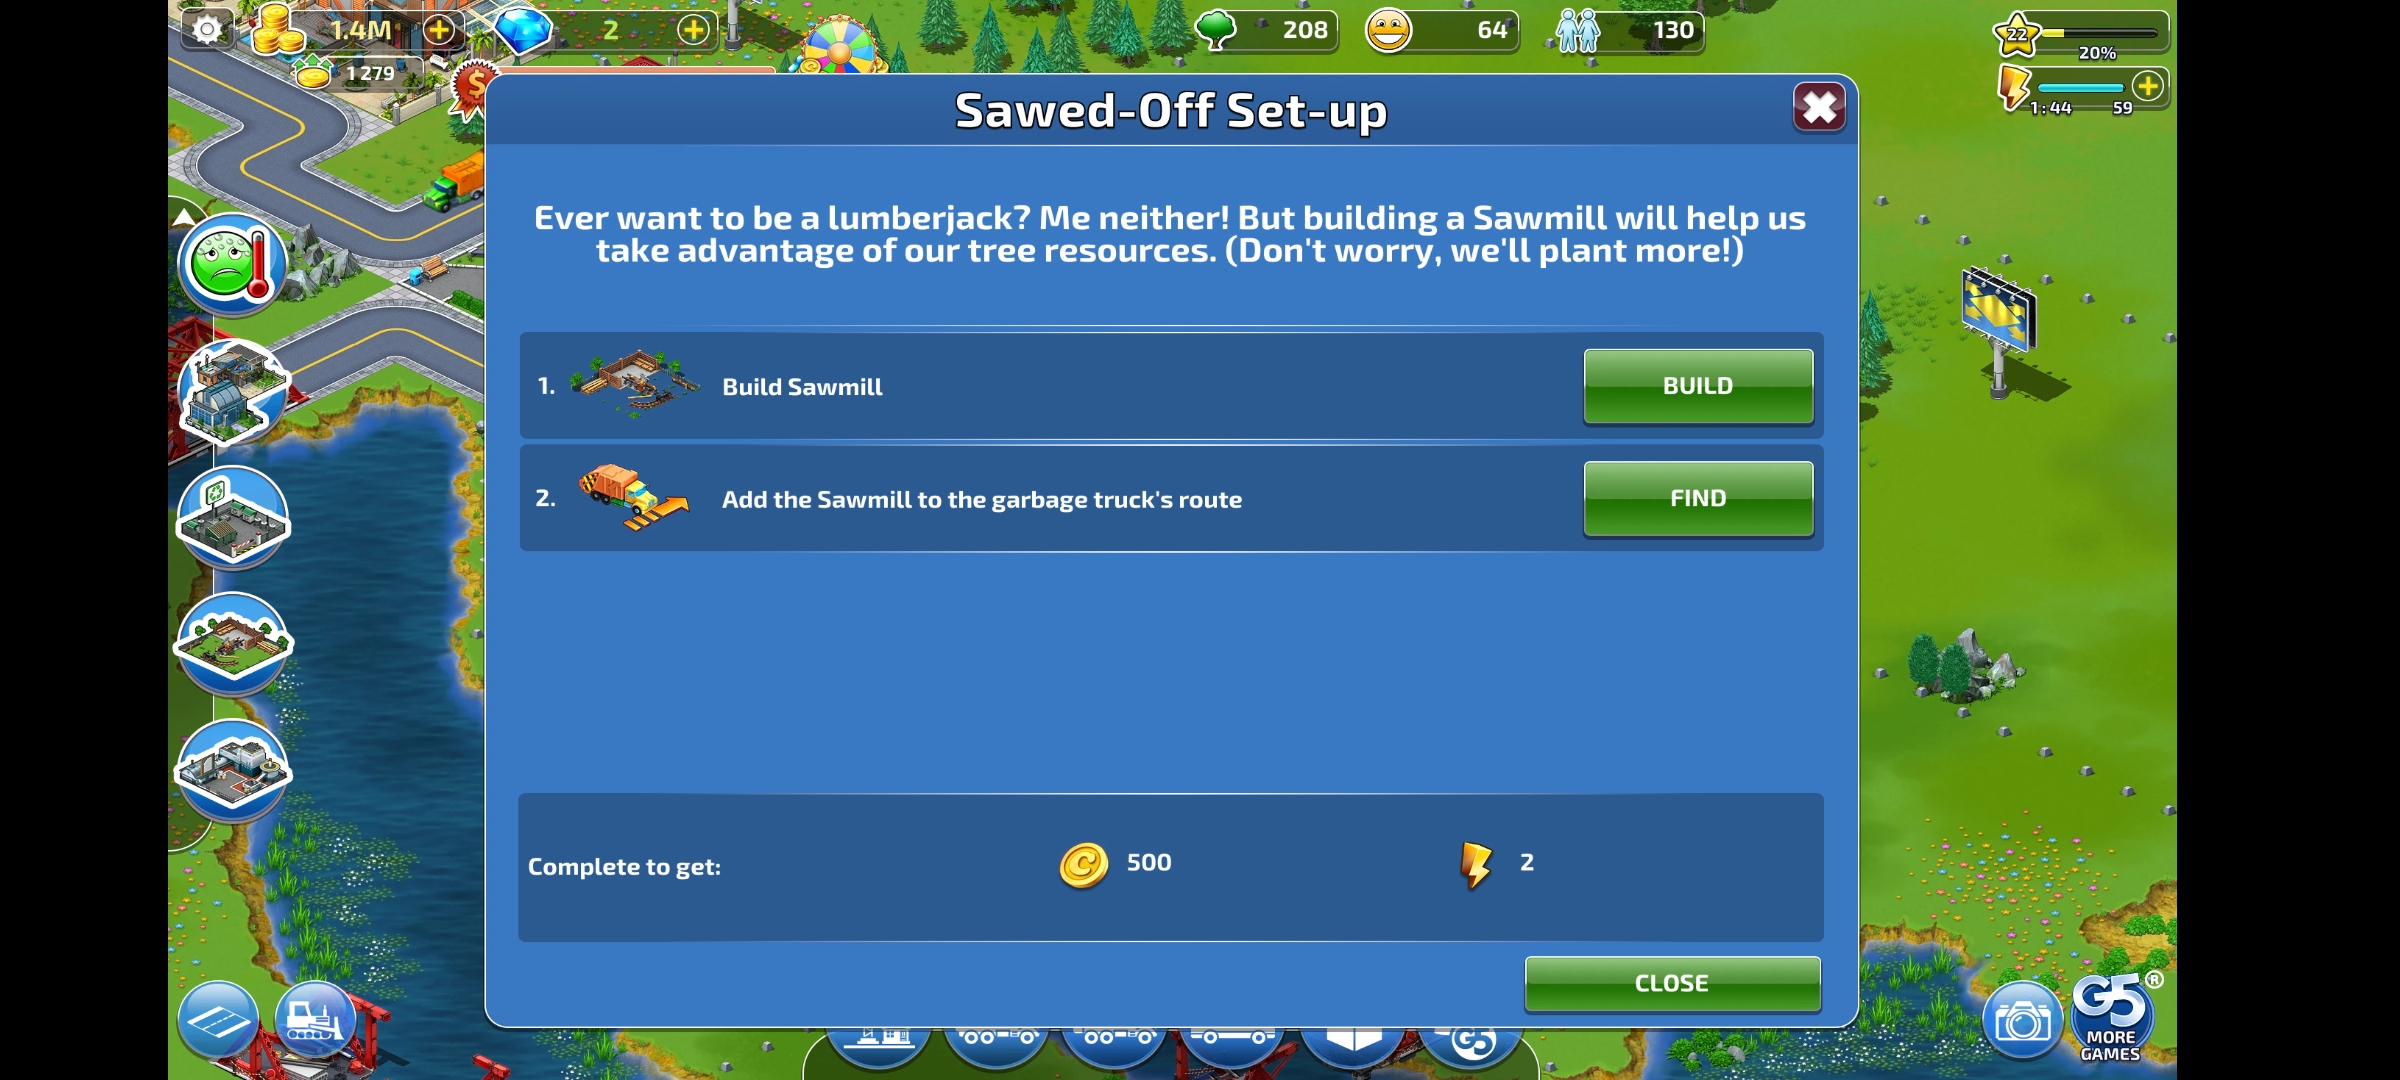 1.4M
2
208
64
130
22
20%
1 279
1:44
59
Sawed-Off Set-up
Ever want to be a lumberjack? Me neither! But building a Sawmill will help us
take advantage of our tree resources. (Don't worry, we'll plant more!)
1.
Build Sawmill
BUILD
2.
Add the Sawmill to the garbage truck's route
FIND
Complete to get:
500
2
CLOSE
G5
G5®
MORE
GAMES